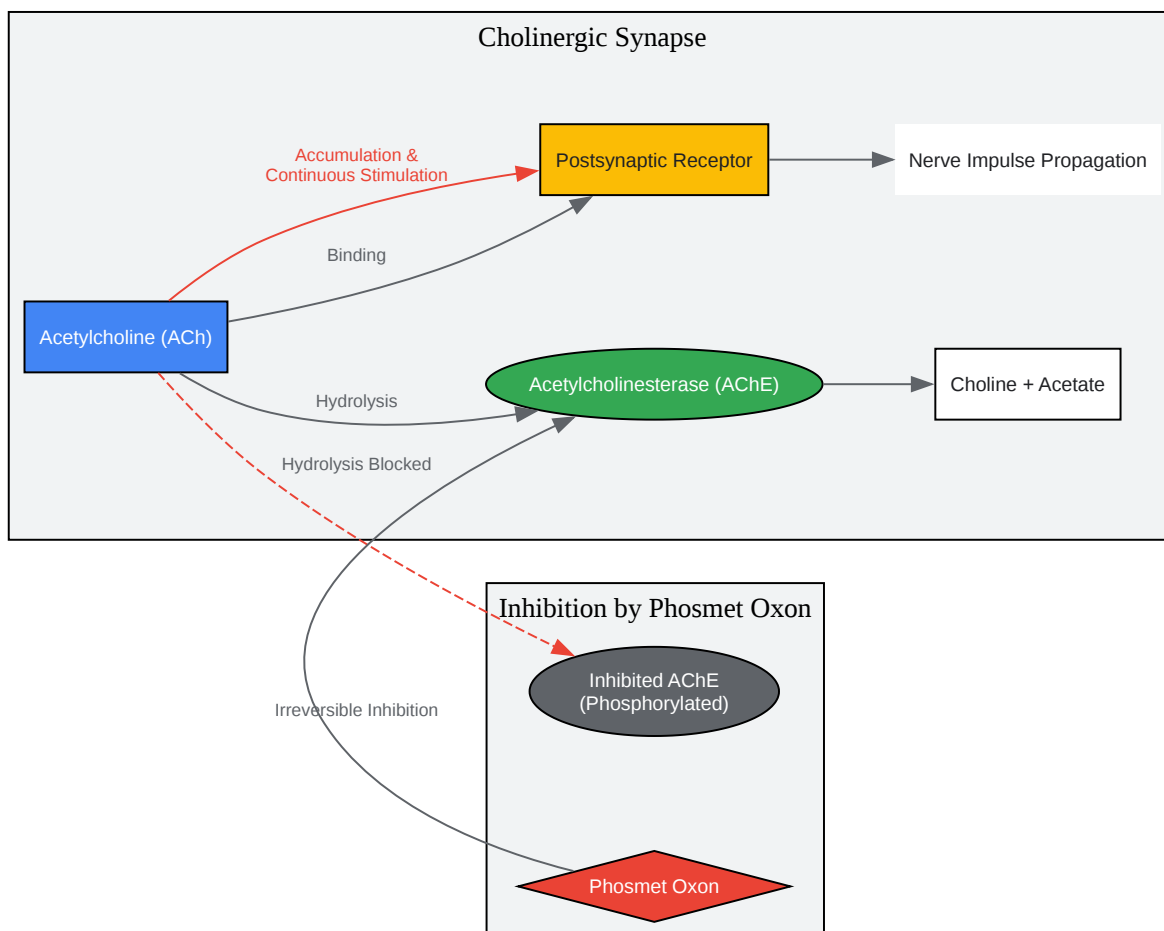 Cholinergic Synapse
Accumulation &
Continuous Stimulation
Postsynaptic Receptor
Nerve Impulse Propagation
Binding
Acetylcholine (ACh)
Acetylcholinesterase (AChE)
Choline + Acetate
Hydrolysis
Hydrolysis Blocked
Inhibition by Phosmet Oxon
Inhibited AChE
(Phosphorylated)
Irreversible Inhibition
Phosmet Oxon